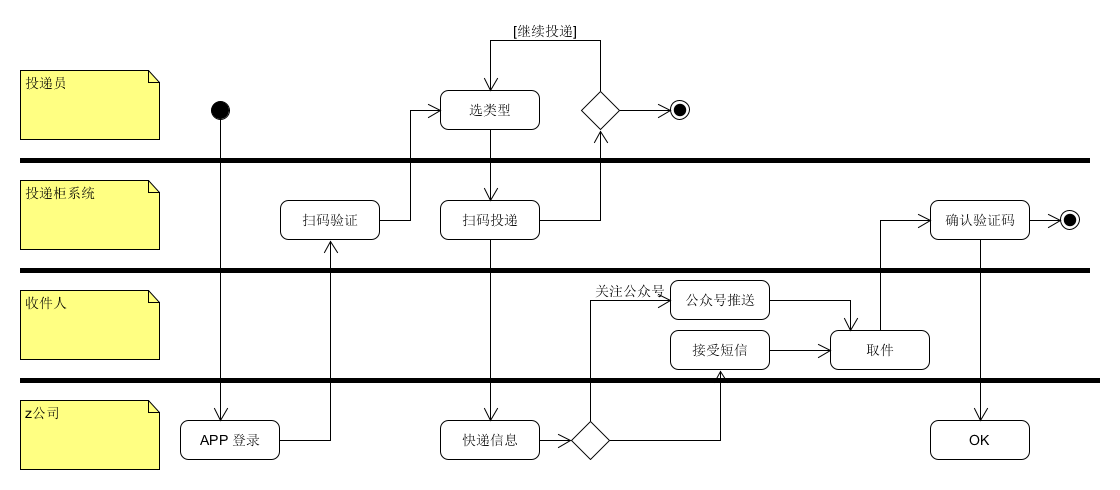 [继续投递]
投递员
选类型
投递柜系统
扫码验证
扫码投递
确认验证码
收件人
关注公众号
公众号推送
接受短信
取件
z公司
APP 登录
快递信息
OK